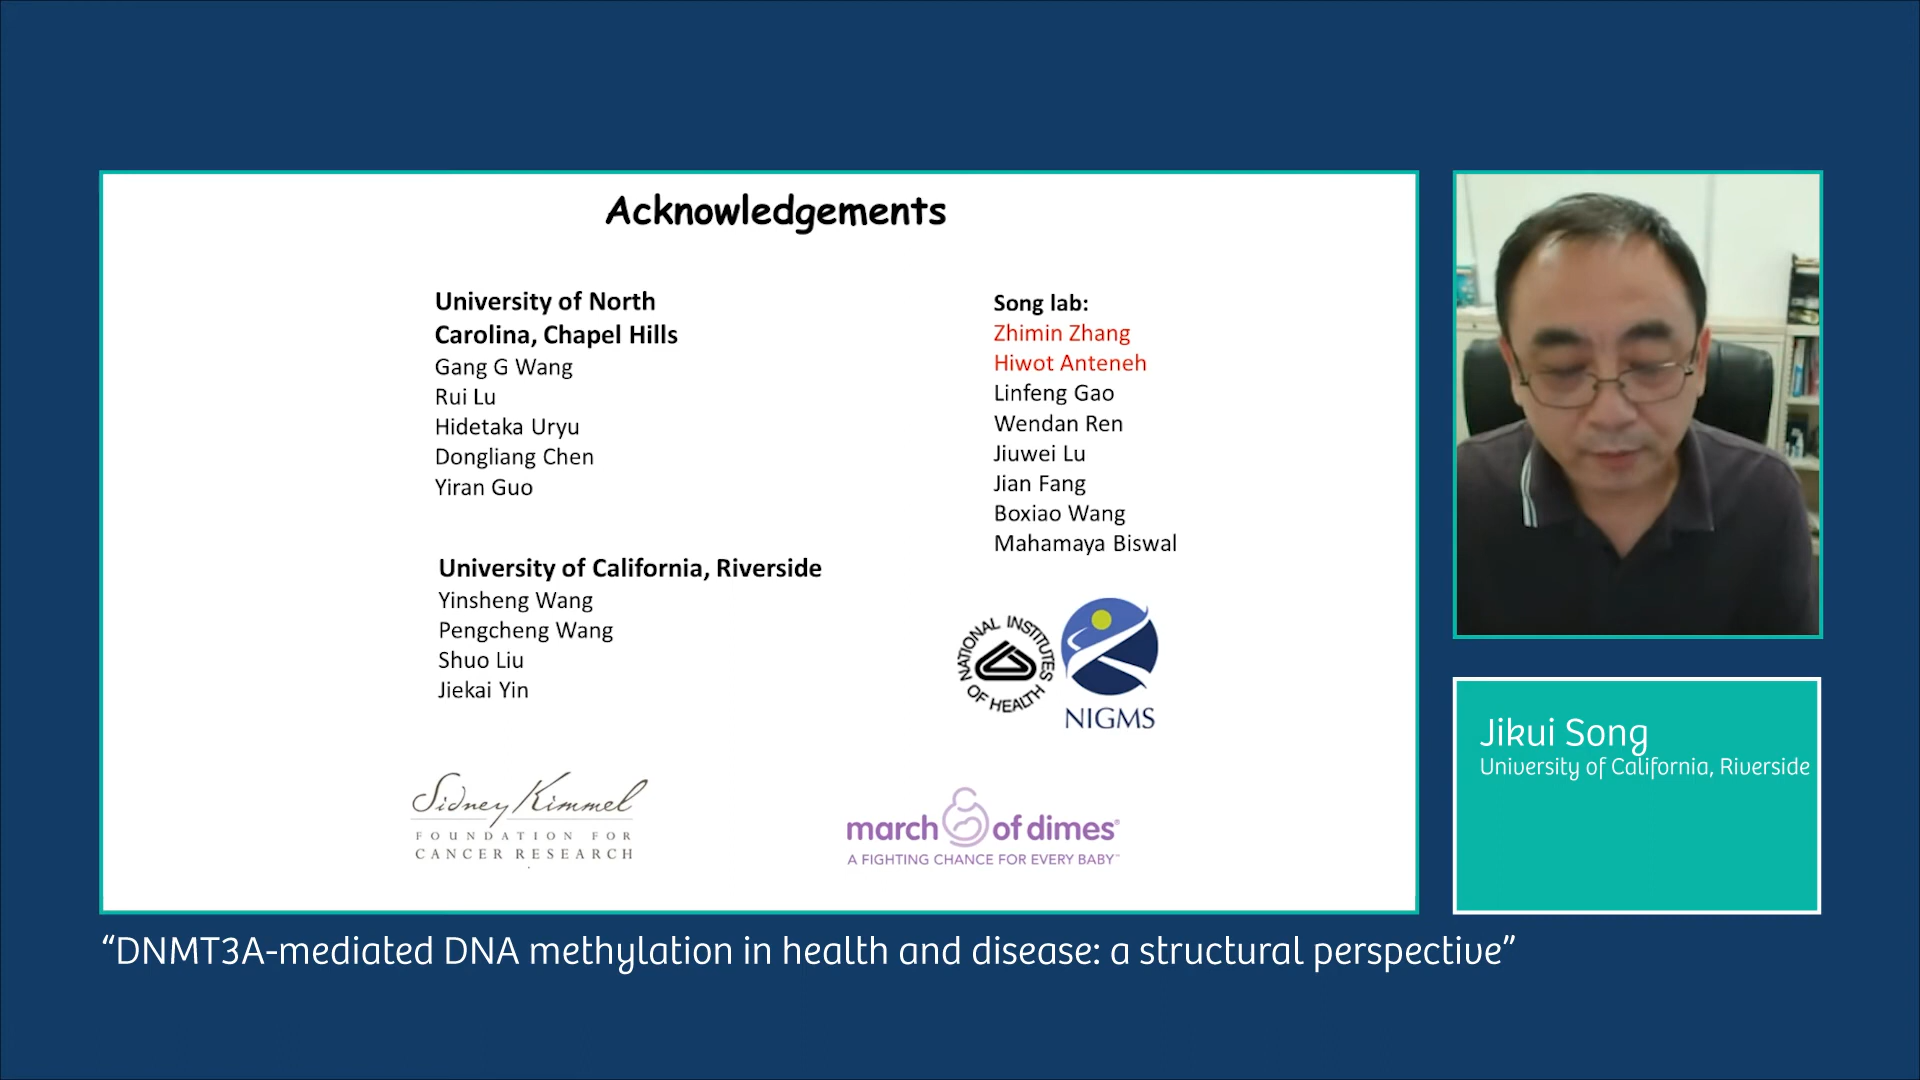 Acknowledgements
University of North
Carolina, Chapel Hills
Gang G Wang
Rui Lu
Hidetaka Uryu
Dongliang Chen
Yiran Guo
University of California, Riverside
Yinsheng Wang
Pengcheng Wang
Shuo Liu
Jiekai Yin
Song lab:
Zhimin Zhang
Hiwot Anteneh
Linfeng Gao
Wendan Ren
Jiuwei Lu
Jian Fang
Boxiao Wang
Mahamaya Biswal
NATIONAL INSTITUTES
OF HEALTH
NIGMS
Sidney Kimmel
FOUNDATION FOR
CANCER RESEARCH
march of dimes®
A FIGHTING CHANCE FOR EVERY BABY™
Jikui Song
University of California, Riverside
“DNMT3A-mediated DNA methylation in health and disease: a structural perspective”